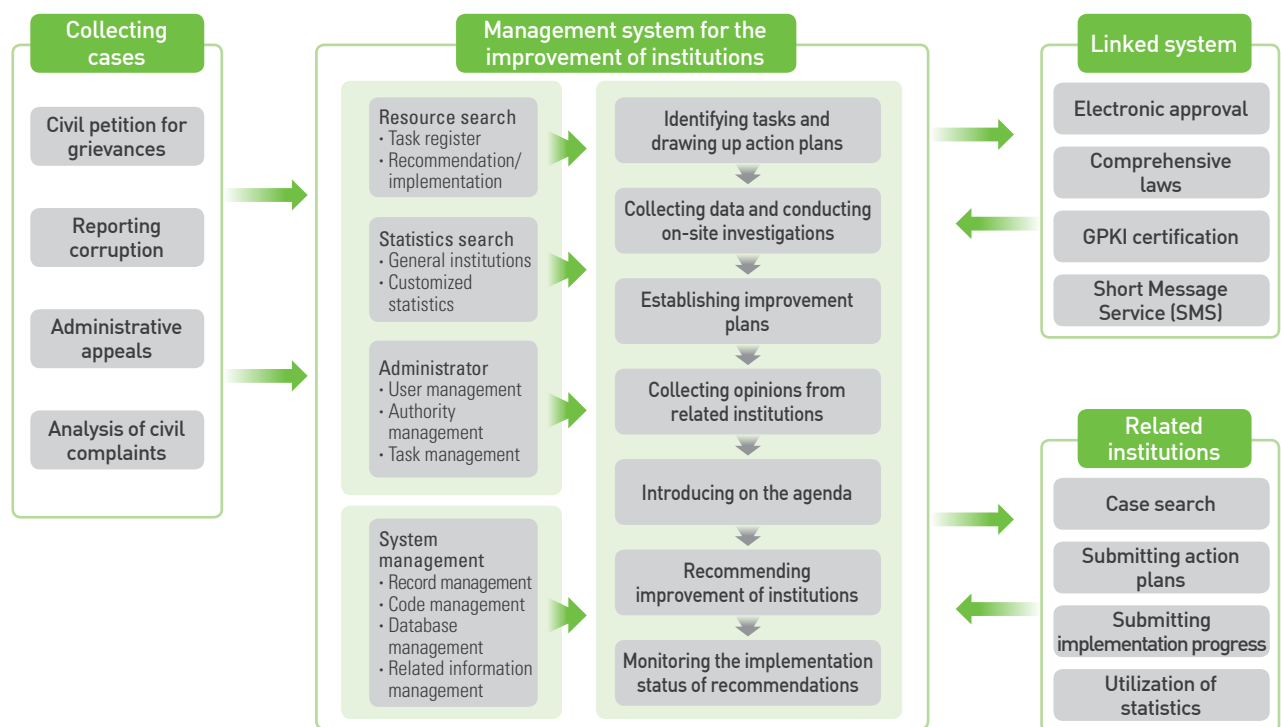 Collecting
cases
Civil petition for
grievances
Reporting
corruption
Administrative
appeals
Analysis of civil
complaints
Management system for the
improvement of institutions
Resource search
· Task register
· Recommendation/
implementation
Statistics search
· General institutions
· Customized
statistics
Administrator
· User management
· Authority
management
· Task management
System
management
· Record management
· Code management
· Database
management
· Related information
management
Identifying tasks and
drawing up action plans
Collecting data and conducting
on-site investigations
Establishing improvement
plans
Collecting opinions from
related institutions
Introducing on the agenda
Recommending
improvement of institutions
Monitoring the implementation
status of recommendations
Linked system
Electronic approval
Comprehensive
laws
GPKI certification
Short Message
Service (SMS)
Related
institutions
Case search
Submitting action
plans
Submitting
implementation progress
Utilization of
statistics